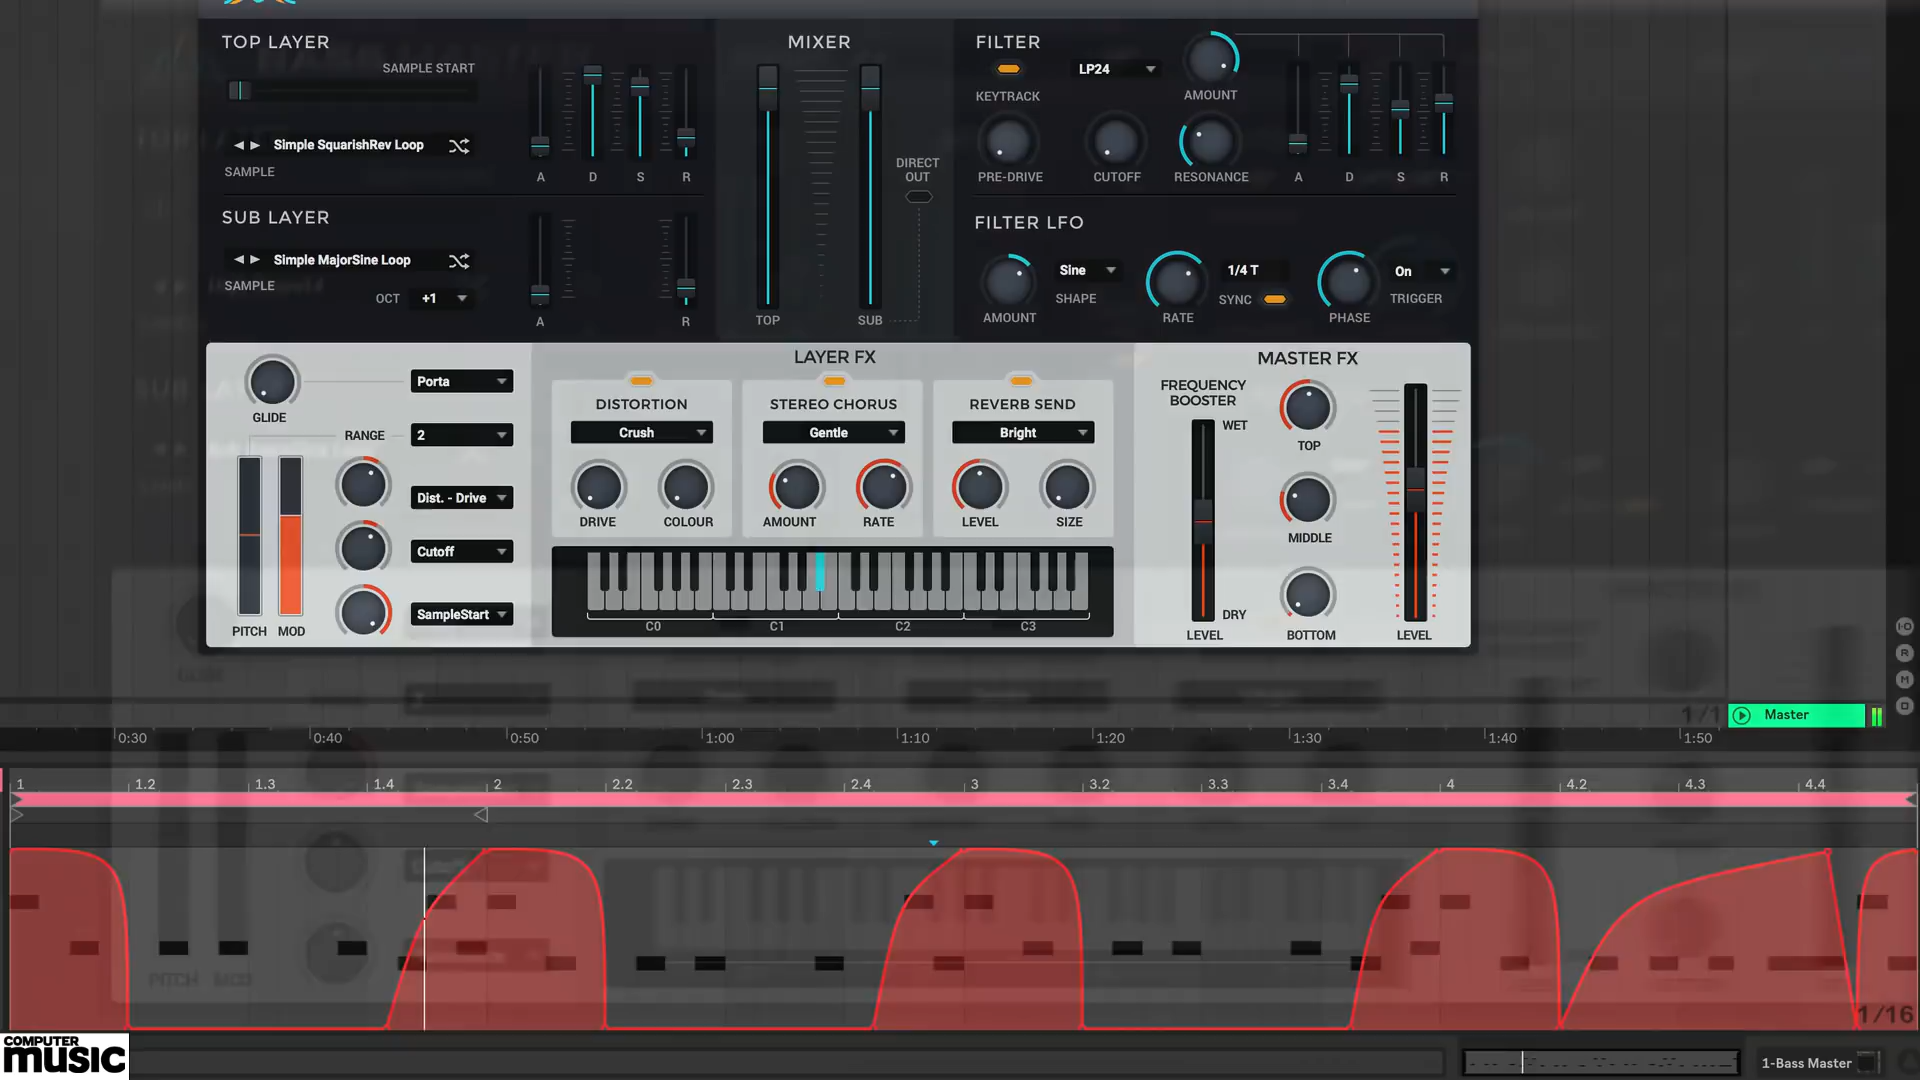 TOP LAYER
SAMPLE START
Simple SquarishRev Loop
SAMPLE
A D S R
SUB LAYER
Simple MajorSine Loop
SAMPLE
OCT +1
A R
MIXER
DIRECT
OUT
TOP SUB
FILTER
LP24
KEYTRACK
AMOUNT
PRE-DRIVE CUTOFF RESONANCE
A D S R
FILTER LFO
Sine
SHAPE
1/4 T
SYNC
On
TRIGGER
AMOUNT RATE PHASE
GLIDE
Porta
RANGE
2
Dist. - Drive
Cutoff
SampleStart
PITCH MOD
LAYER FX
DISTORTION
Crush
DRIVE COLOUR
STEREO CHORUS
Gentle
AMOUNT RATE
REVERB SEND
Bright
LEVEL SIZE
C0 C1 C2 C3
MASTER FX
FREQUENCY
BOOSTER
WET
DRY
LEVEL
TOP
MIDDLE
BOTTOM
LEVEL
I-O
R
M
D
1/1
Master
0:30 0:40 0:50 1:00 1:10 1:20 1:30 1:40 1:50
1 1.2 1.3 1.4 2 2.2 2.3 2.4 3 3.2 3.3 3.4 4 4.2 4.3 4.4
PITCH MOD
1/16
COMPUTER
music
1-Bass Master